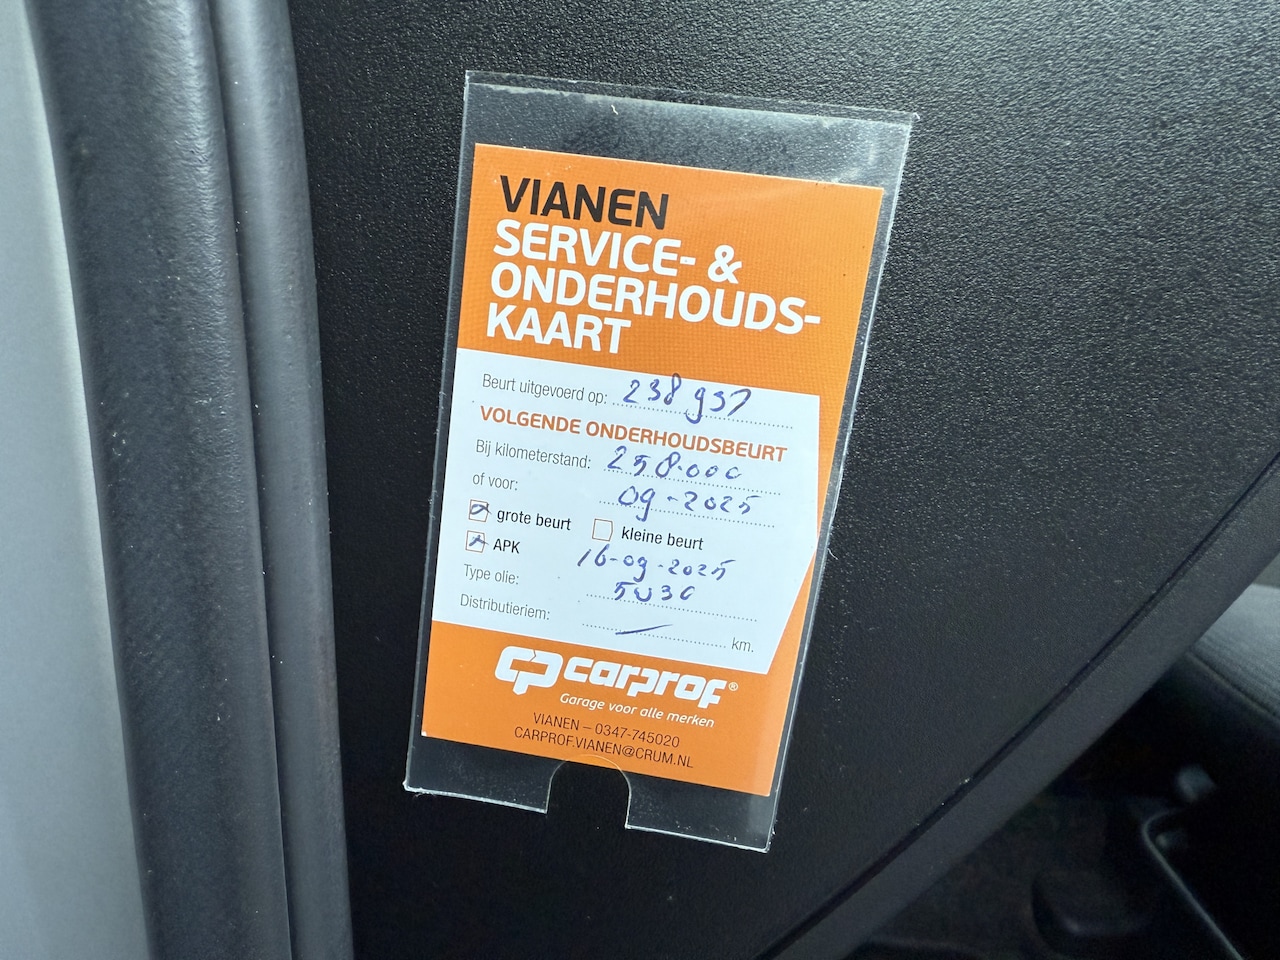 VIANEN
SERVICE- &
ONDERHOUDS-
KAART
Beurt uitgevoerd op: 238 937
VOLGENDE ONDERHOUDSBEURT
Bij kilometerstand: 258.000
of voor: 09-2025
grote beurt kleine beurt
APK 16-09-2025
Type olie: 5W30
Distributieriem: — km.
CP carprof®
Garage voor alle merken
VIANEN – 0347-745020
CARPROF.VIANEN@CRUM.NL